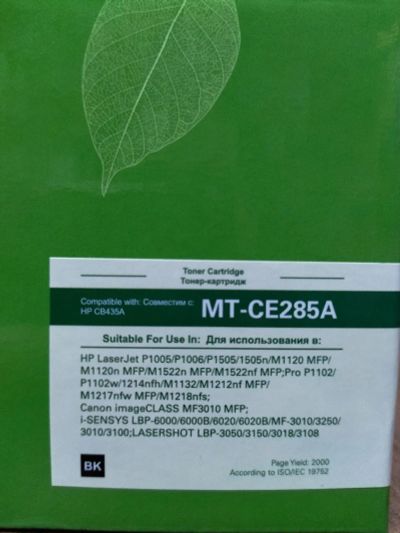 Toner Cartridge
Тонер-картридж
Compatible with: Совместим с:
HP CB435A
MT-CE285A
Suitable For Use In: Для использования в:
HP LaserJet P1005/P1006/P1505/1505n/M1120 MFP/
M1120n MFP/M1522n MFP/M1522nf MFP;Pro P1102/
P1102w/1214nfh/M1132/M1212nf MFP/
M1217nfw MFP/M1218nfs;
Canon imageCLASS MF3010 MFP;
i-SENSYS LBP-6000/6000B/6020/6020B/MF-3010/3250/
3010/3100;LASERSHOT LBP-3050/3150/3018/3108
BK
Page Yield: 2000
According to ISO/IEC 19752